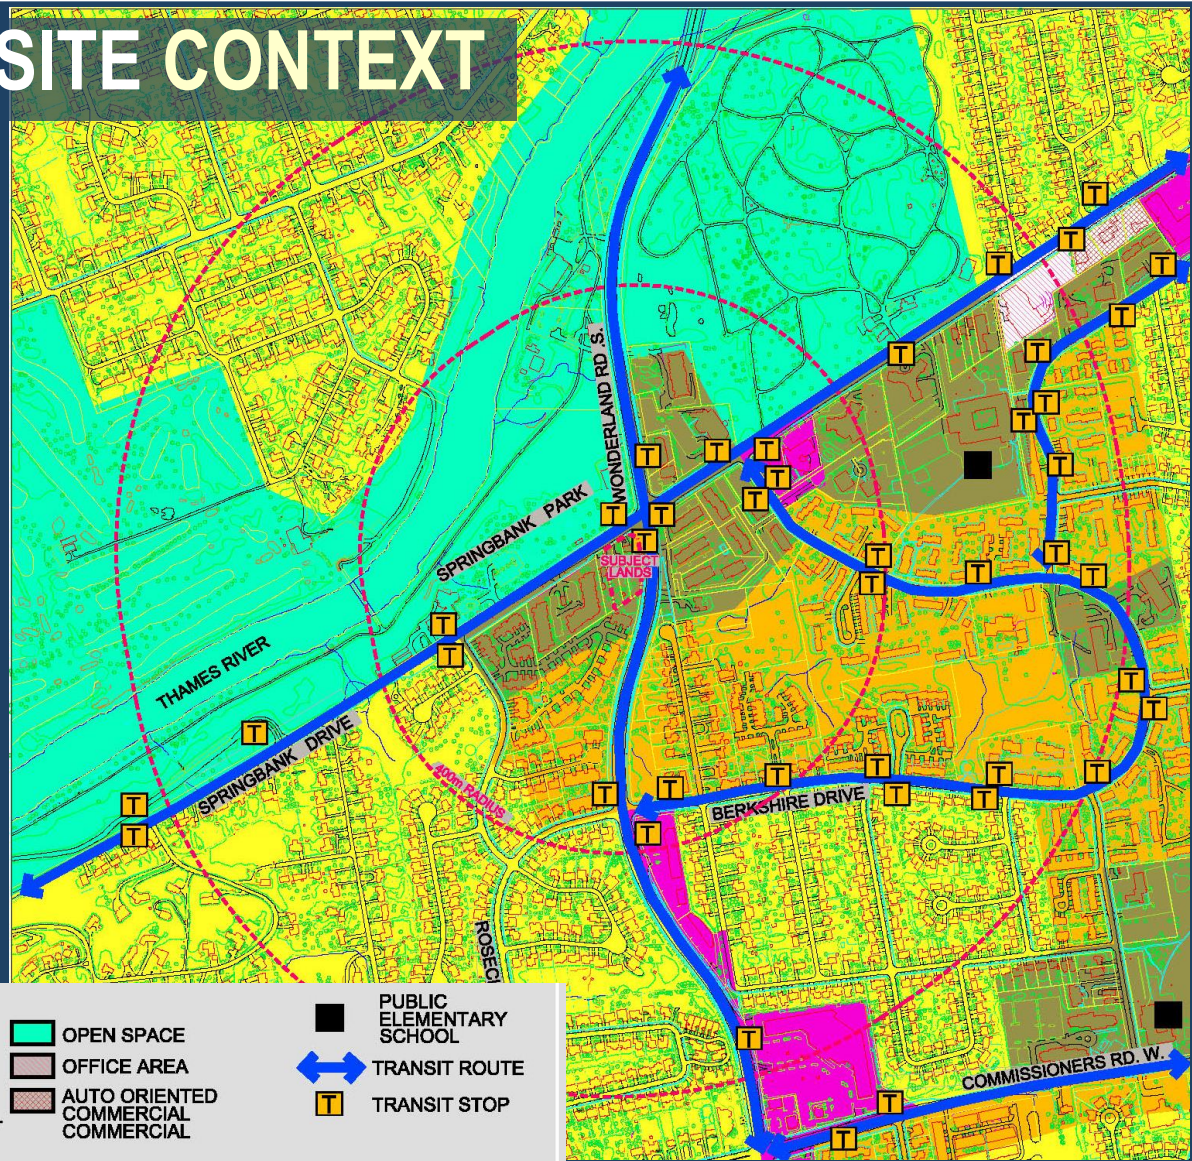 SITE CONTEXT
WONDERLAND RD .S.
SPRINGBANK PARK
SUBJECT
LANDS
THAMES RIVER
SPRINGBANK DRIVE
400m RADIUS
BERKSHIRE DRIVE
COMMISSIONERS RD. W.
OPEN SPACE
OFFICE AREA
AUTO ORIENTED
COMMERCIAL
COMMERCIAL
PUBLIC
ELEMENTARY
SCHOOL
TRANSIT ROUTE
T TRANSIT STOP